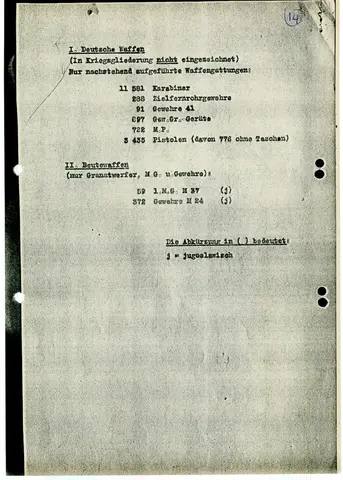 14
I. Deutsche Waffen
(In Kriegsgliederung nicht eingezeichnet)
Nur nachstehend aufgeführte Waffengattungen:
11 581 Karabiner
288 Zielfernrohrgewehre
91 Gewehre 41
697 Gew.Gr. Geräte
722 M.P.
3 435 Pistolen (davon 776 ohne Taschen)
II. Beutewaffen
(nur Granatwerfer, M.G. u.Gewehre):
59 l.M.G. M 37 (j)
372 Gewehre M 24 (j)
Die Abkürzung in ( ) bedeutet:
j = jugoslawisch